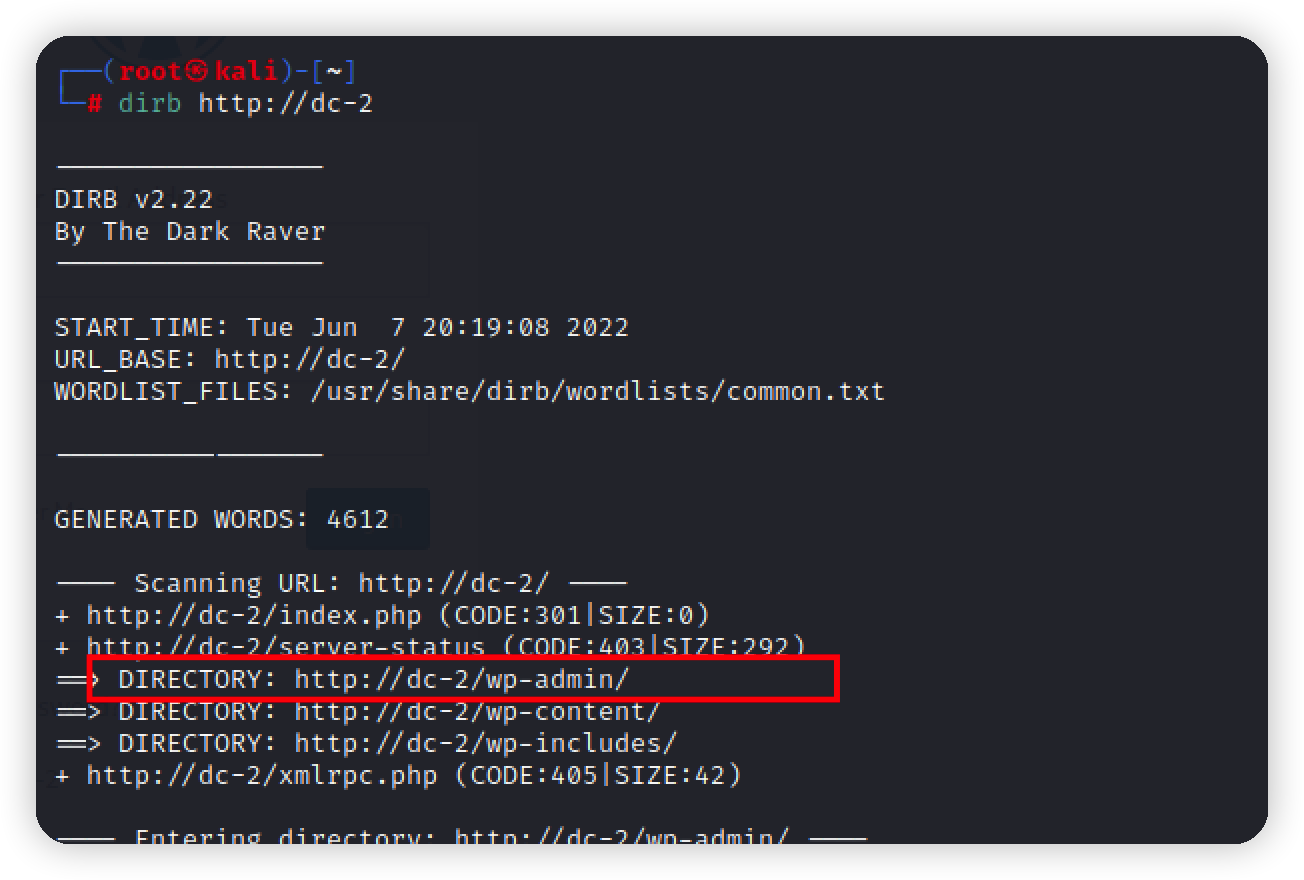 ┌──(root㉿kali)-[~]
└─# dirb http://dc-2
DIRB v2.22
By The Dark Raver
START_TIME: Tue Jun  7 20:19:08 2022
URL_BASE: http://dc-2/
WORDLIST_FILES: /usr/share/dirb/wordlists/common.txt
GENERATED WORDS: 4612
---- Scanning URL: http://dc-2/ ----
+ http://dc-2/index.php (CODE:301|SIZE:0)
+ http://dc-2/server-status (CODE:403|SIZE:292)
==> DIRECTORY: http://dc-2/wp-admin/
==> DIRECTORY: http://dc-2/wp-content/
==> DIRECTORY: http://dc-2/wp-includes/
+ http://dc-2/xmlrpc.php (CODE:405|SIZE:42)
---- Entering directory: http://dc-2/wp-admin/ ----